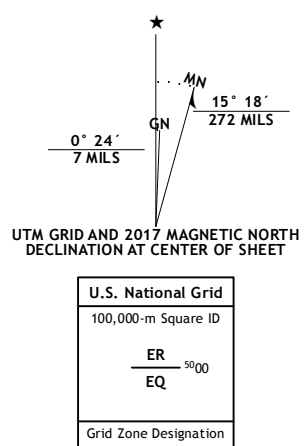 ★
MN
GN
15° 18´
272 MILS
0° 24´
7 MILS
UTM GRID AND 2017 MAGNETIC NORTH
DECLINATION AT CENTER OF SHEET
U.S. National Grid
100,000-m Square ID
ER
5000
EQ
Grid Zone Designation